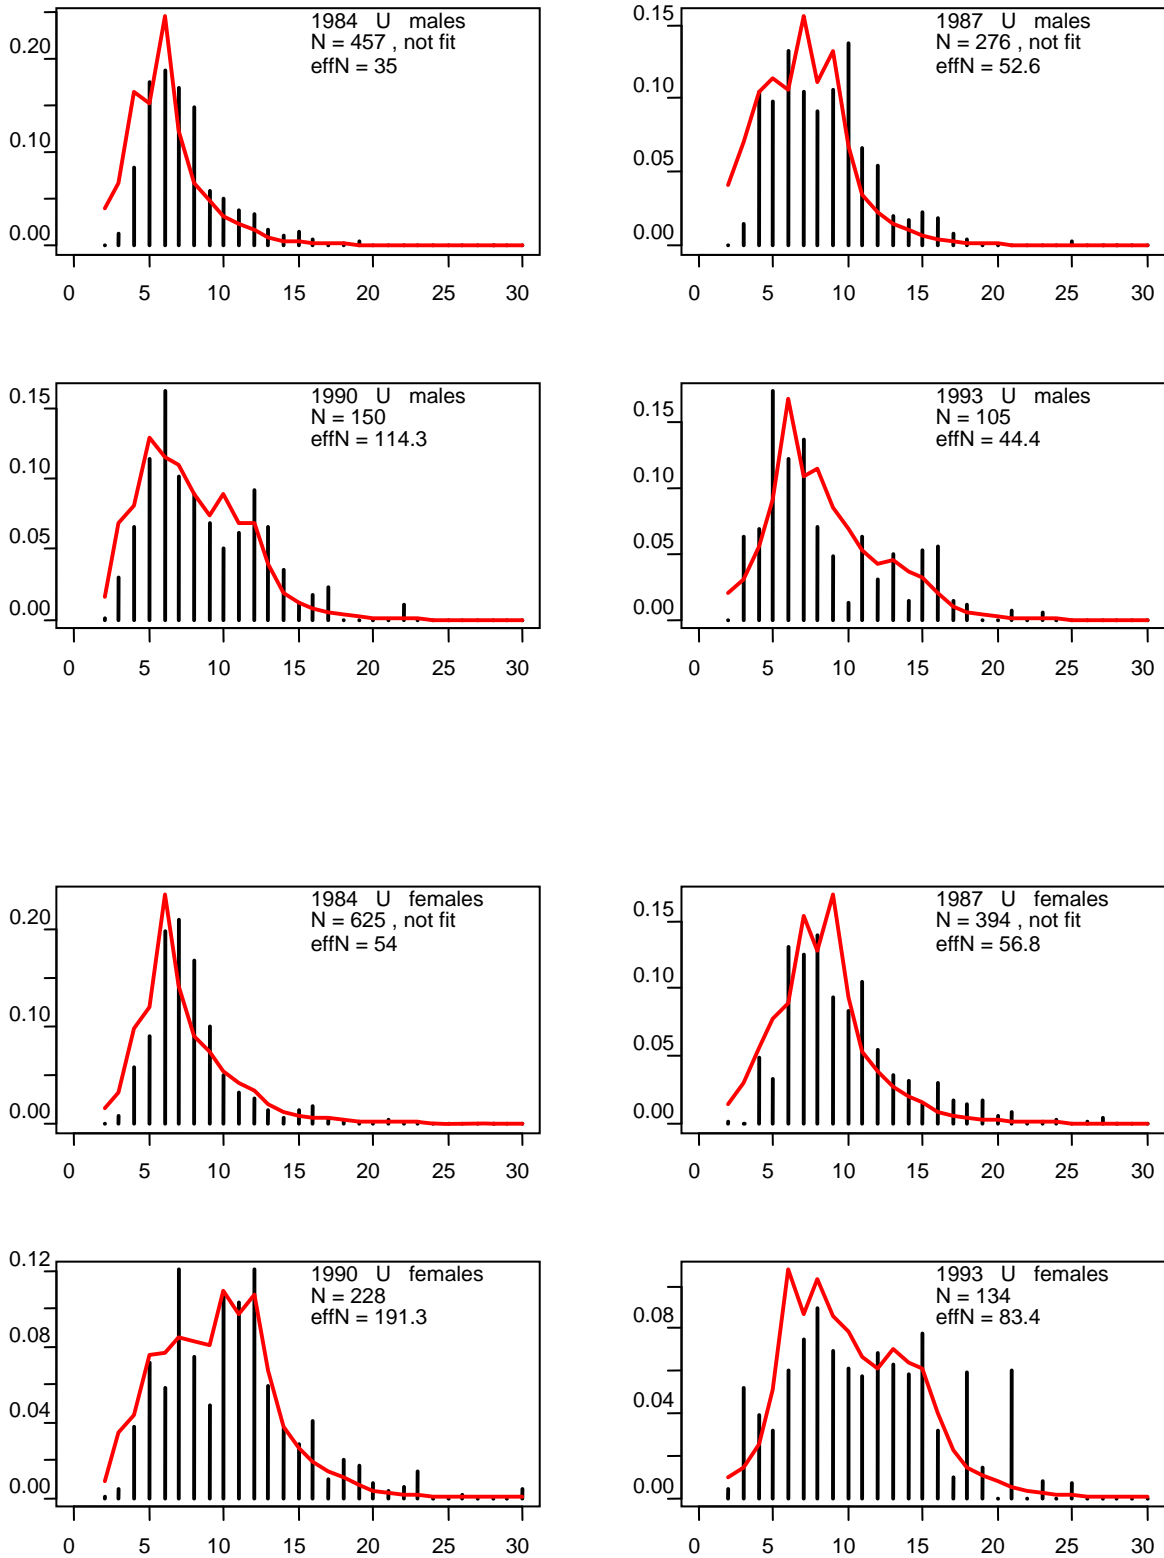 1984 U males
N = 457 , not fit
effN = 35
0.20
0.10
0.00
0 5 10 15 20 25 30
1987 U males
N = 276 , not fit
effN = 52.6
0.15
0.10
0.05
0.00
0 5 10 15 20 25 30
1990 U males
N = 150
effN = 114.3
0.15
0.10
0.05
0.00
0 5 10 15 20 25 30
1993 U males
N = 105
effN = 44.4
0.15
0.10
0.05
0.00
0 5 10 15 20 25 30
1984 U females
N = 625 , not fit
effN = 54
0.20
0.10
0.00
0 5 10 15 20 25 30
1987 U females
N = 394 , not fit
effN = 56.8
0.15
0.10
0.05
0.00
0 5 10 15 20 25 30
1990 U females
N = 228
effN = 191.3
0.12
0.08
0.04
0.00
0 5 10 15 20 25 30
1993 U females
N = 134
effN = 83.4
0.08
0.04
0.00
0 5 10 15 20 25 30